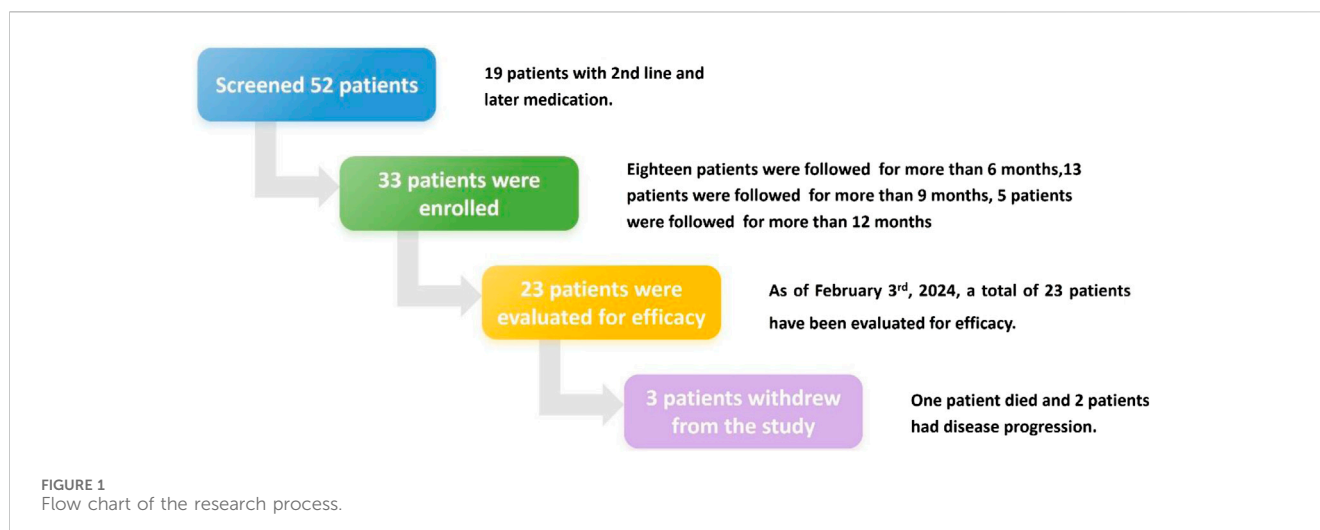 Screened 52 patients
19 patients with 2nd line and
later medication.
33 patients were
enrolled
Eighteen patients were followed for more than 6 months,13
patients were followed for more than 9 months, 5 patients
were followed for more than 12 months
23 patients were
evaluated for efficacy
As of February 3rd, 2024, a total of 23 patients
have been evaluated for efficacy.
3 patients withdrew
from the study
One patient died and 2 patients
had disease progression.
FIGURE 1
Flow chart of the research process.